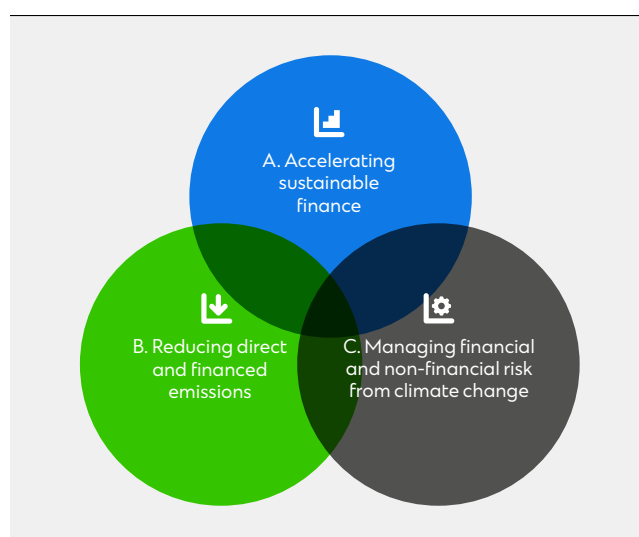 A. Accelerating
sustainable
finance
B. Reducing direct
and financed
emissions
C. Managing financial
and non-financial risk
from climate change